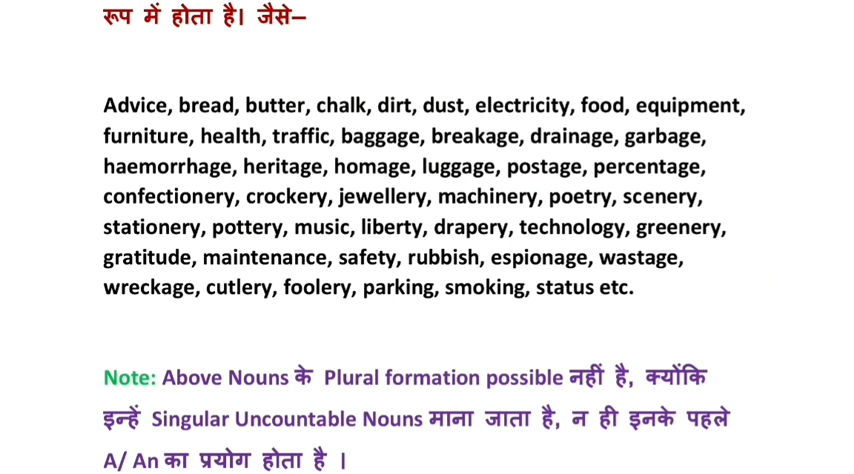 रूप में होता है। जैसे–
Advice, bread, butter, chalk, dirt, dust, electricity, food, equipment,
furniture, health, traffic, baggage, breakage, drainage, garbage,
haemorrhage, heritage, homage, luggage, postage, percentage,
confectionery, crockery, jewellery, machinery, poetry, scenery,
stationery, pottery, music, liberty, drapery, technology, greenery,
gratitude, maintenance, safety, rubbish, espionage, wastage,
wreckage, cutlery, foolery, parking, smoking, status etc.
Note: Above Nouns के Plural formation possible नहीं है, क्योंकि
इन्हें Singular Uncountable Nouns माना जाता है, न ही इनके पहले
A/ An का प्रयोग होता है ।